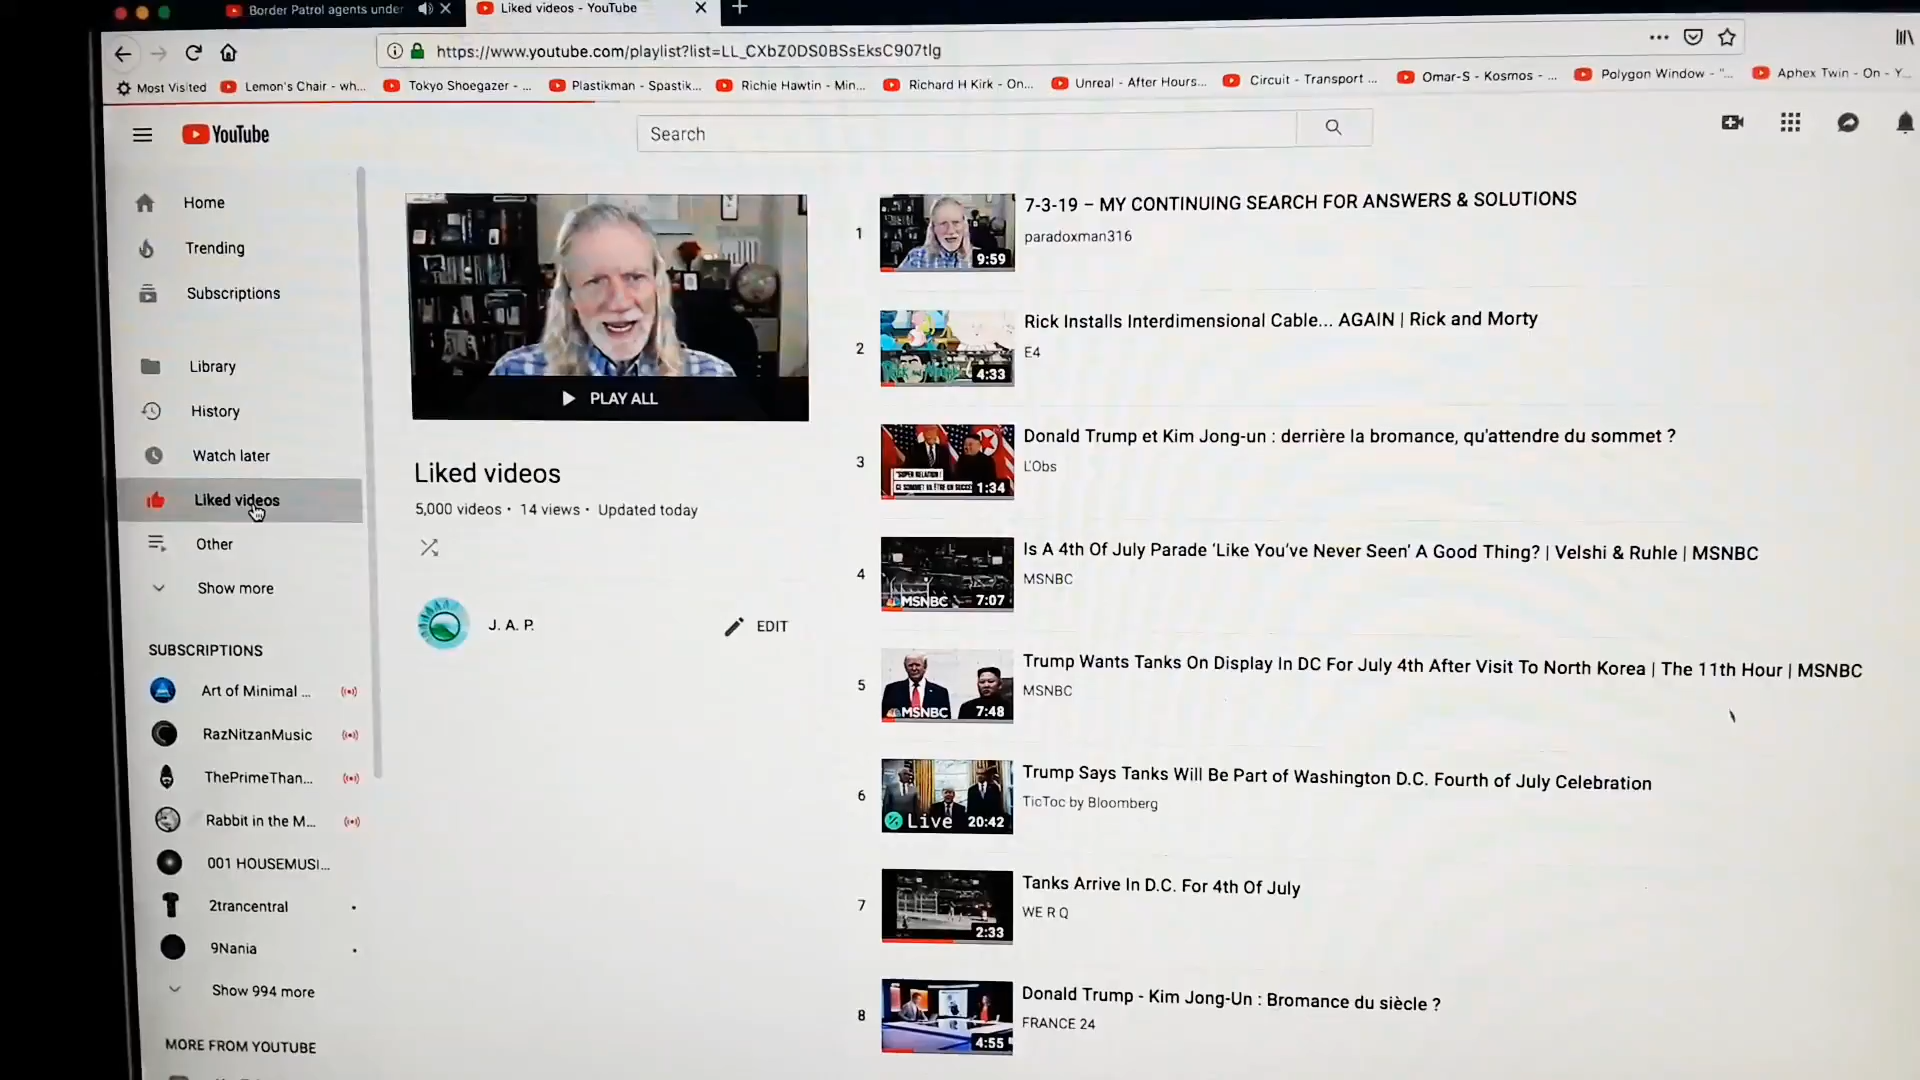 Border Patrol agents under
Liked videos - YouTube
https://www.youtube.com/playlist?list=LL_CXbZ0DS0BSsEksC907tlg
Most Visited
Lemon's Chair - wh...
Tokyo Shoegazer - ...
Plastikman - Spastik...
Richie Hawtin - Min...
Richard H Kirk - On...
Unreal - After Hours...
Circuit - Transport ...
Omar-S - Kosmos - ...
Polygon Window - "...
Aphex Twin - On - Y...
YouTube
Search
Home
Trending
Subscriptions
Library
History
Watch later
Liked videos
Other
Show more
SUBSCRIPTIONS
Art of Minimal ...
RazNitzanMusic
ThePrimeThan...
Rabbit in the M...
001 HOUSEMUSI...
2trancentral
9Nania
Show 994 more
MORE FROM YOUTUBE
PLAY ALL
Liked videos
5,000 videos • 14 views • Updated today
J. A. P.
EDIT
1
9:59
7-3-19 – MY CONTINUING SEARCH FOR ANSWERS & SOLUTIONS
paradoxman316
2
4:33
Rick Installs Interdimensional Cable... AGAIN | Rick and Morty
E4
3
1:34
Donald Trump et Kim Jong-un : derrière la bromance, qu'attendre du sommet ?
L'Obs
4
MSNBC 7:07
Is A 4th Of July Parade ‘Like You’ve Never Seen’ A Good Thing? | Velshi & Ruhle | MSNBC
MSNBC
5
MSNBC 7:48
Trump Wants Tanks On Display In DC For July 4th After Visit To North Korea | The 11th Hour | MSNBC
MSNBC
6
Live 20:42
Trump Says Tanks Will Be Part of Washington D.C. Fourth of July Celebration
TicToc by Bloomberg
7
2:33
Tanks Arrive In D.C. For 4th Of July
WE R Q
8
4:55
Donald Trump - Kim Jong-Un : Bromance du siècle ?
FRANCE 24